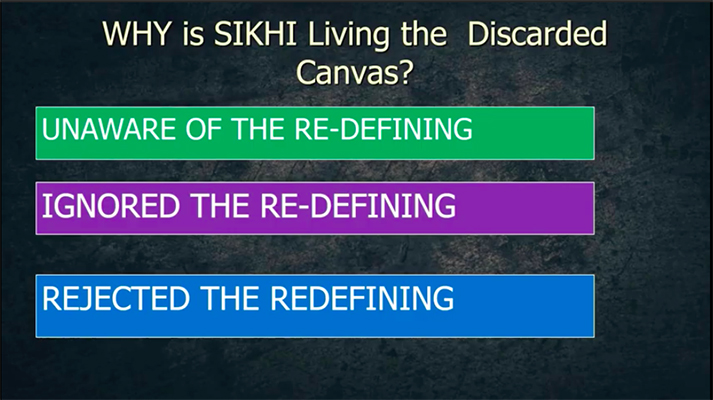 WHY is SIKHI Living the  Discarded
Canvas?
UNAWARE OF THE RE-DEFINING
IGNORED THE RE-DEFINING
REJECTED THE REDEFINING